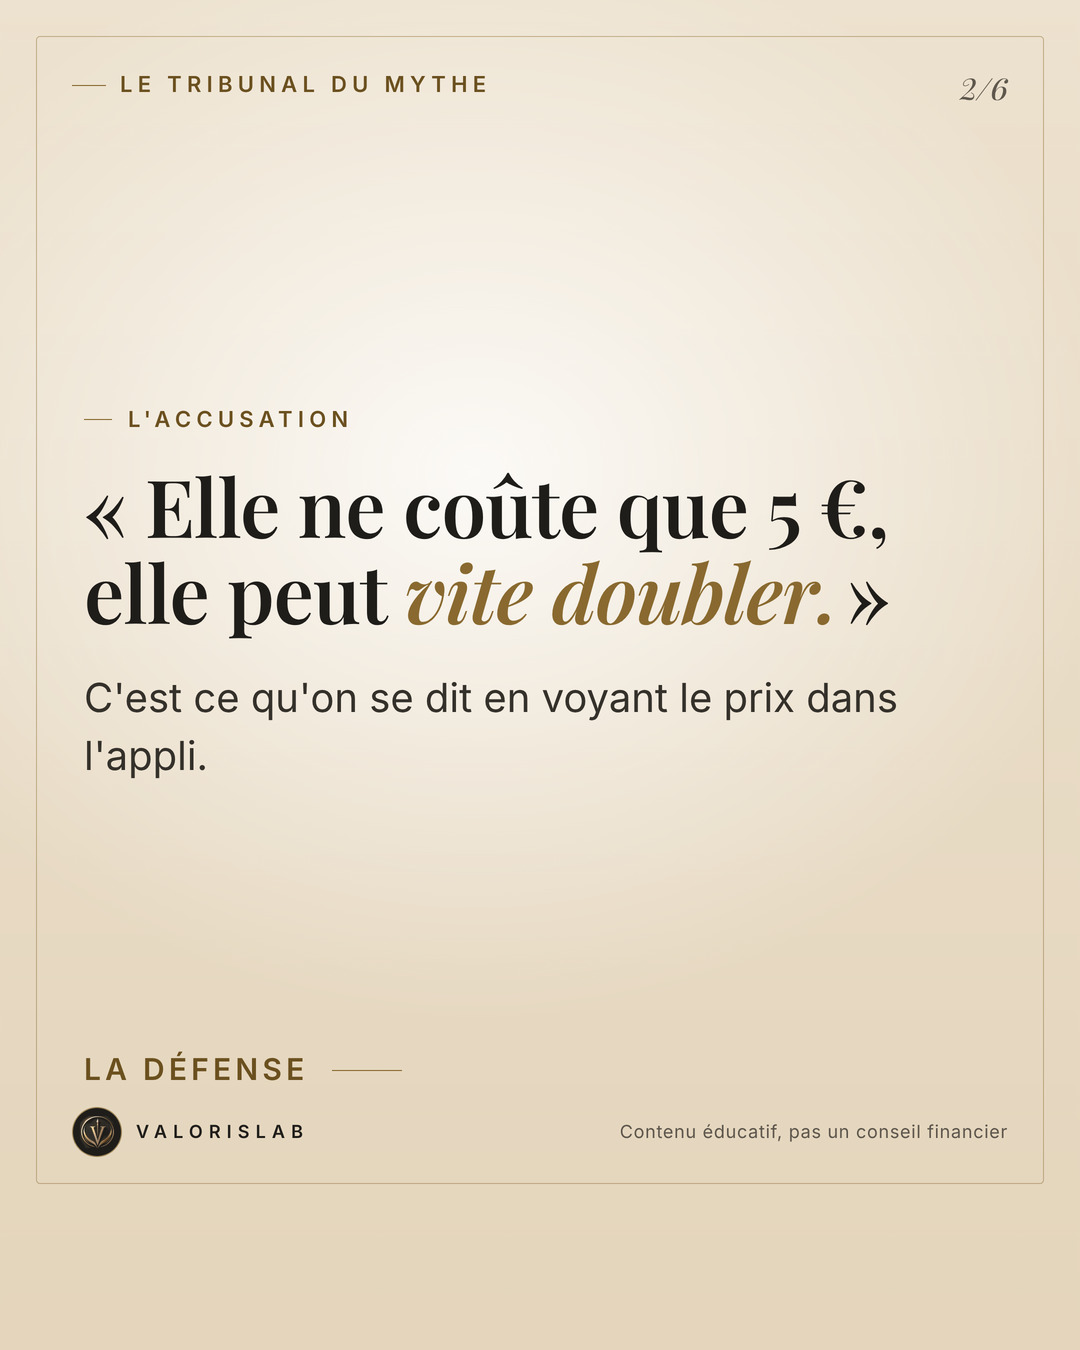 LE TRIBUNAL DU MYTHE
2/6
L'ACCUSATION
« Elle ne coûte que 5 €,
elle peut vite doubler. »
C'est ce qu'on se dit en voyant le prix dans
l'appli.
LA DÉFENSE
VALORISLAB
Contenu éducatif, pas un conseil financier